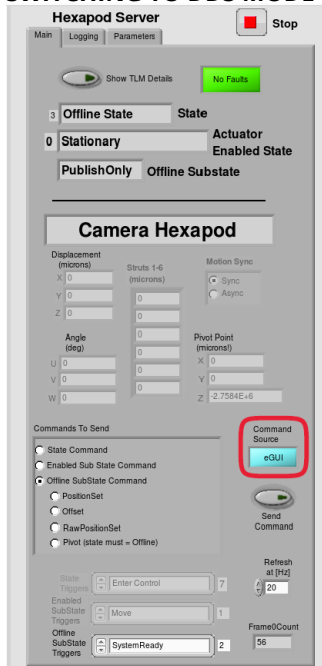 Hexapod Server
Stop
Main Logging Parameters
Show TLM Details
No Faults
3 Offline State State
0 Stationary Actuator
Enabled State
PublishOnly Offline Substate
Camera Hexapod
Displacement
(microns)
X 0
Y 0
Z 0
Struts 1-6
(microns)
0
0
0
0
0
0
Motion Sync
Sync
Async
Angle
(deg)
U 0
V 0
W 0
Pivot Point
(microns!)
X 0
Y 0
Z -2.7584E+6
Commands To Send
State Command
Enabled Sub State Command
Offline SubState Command
PositionSet
Offset
RawPositionSet
Pivot (state must = Offline)
Command
Source
eGUI
Send
Command
State
Triggers
Enter Control 7
Enabled
SubState
Triggers
Move 1
Offline
SubState
Triggers
SystemReady 2
Refresh
at [Hz]
20
Frame0Count
56